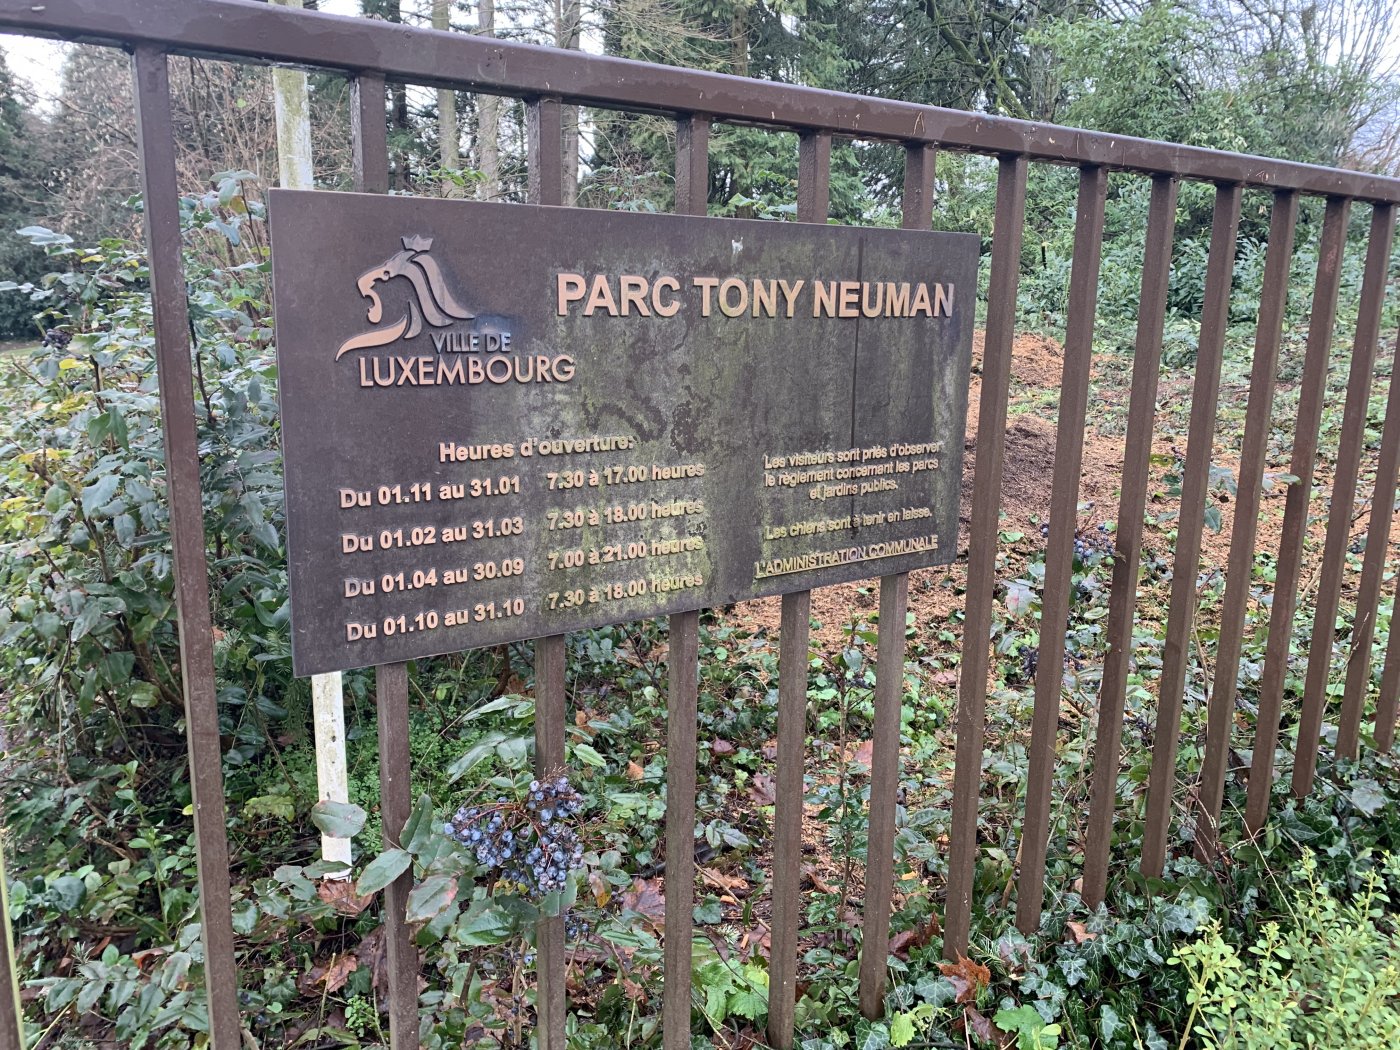 VILLE DE
LUXEMBOURG
PARC TONY NEUMAN
Heures d'ouverture:
Du 01.11 au 31.01 7.30 à 17.00 heures
Du 01.02 au 31.03 7.30 à 18.00 heures
Du 01.04 au 30.09 7.00 à 21.00 heures
Du 01.10 au 31.10 7.30 à 18.00 heures
Les visiteurs sont priés d'observer
le règlement concernant les parcs
et jardins publics.
Les chiens sont à tenir en laisse.
L'ADMINISTRATION COMMUNALE